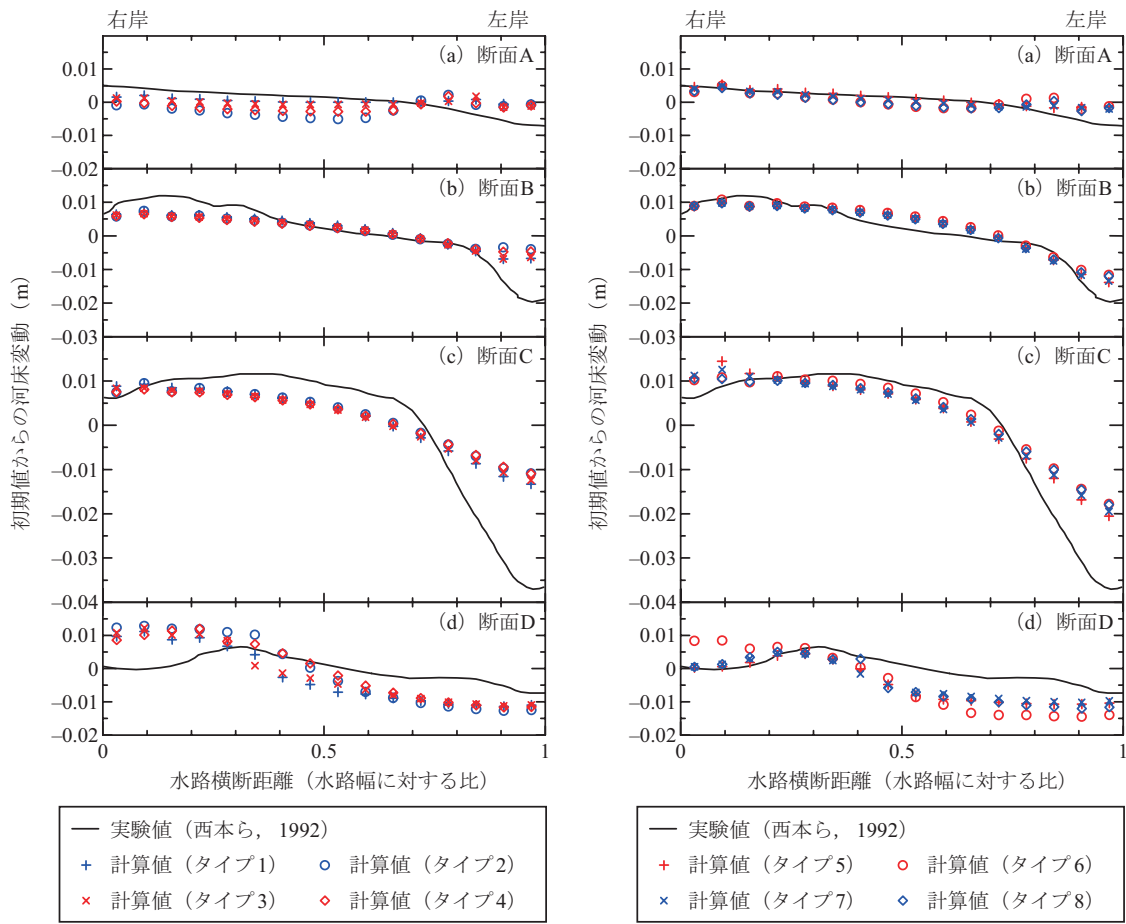 右岸 左岸
(a) 断面A
0.01
0
–0.01
–0.02
(b) 断面B
0.01
0
–0.01
–0.02
–0.03
(c) 断面C
0.01
0
–0.01
–0.02
–0.03
–0.04
(d) 断面D
0.01
0
–0.01
–0.02
0 0.5 1
初期値からの河床変動（m）
水路横断距離（水路幅に対する比）
実験値（西本ら，1992）
計算値（タイプ1） 計算値（タイプ2）
計算値（タイプ3） 計算値（タイプ4）
右岸 左岸
(a) 断面A
0.01
0
–0.01
–0.02
(b) 断面B
0.01
0
–0.01
–0.02
–0.03
(c) 断面C
0.01
0
–0.01
–0.02
–0.03
–0.04
(d) 断面D
0.01
0
–0.01
–0.02
0 0.5 1
初期値からの河床変動（m）
水路横断距離（水路幅に対する比）
実験値（西本ら，1992）
計算値（タイプ5） 計算値（タイプ6）
計算値（タイプ7） 計算値（タイプ8）